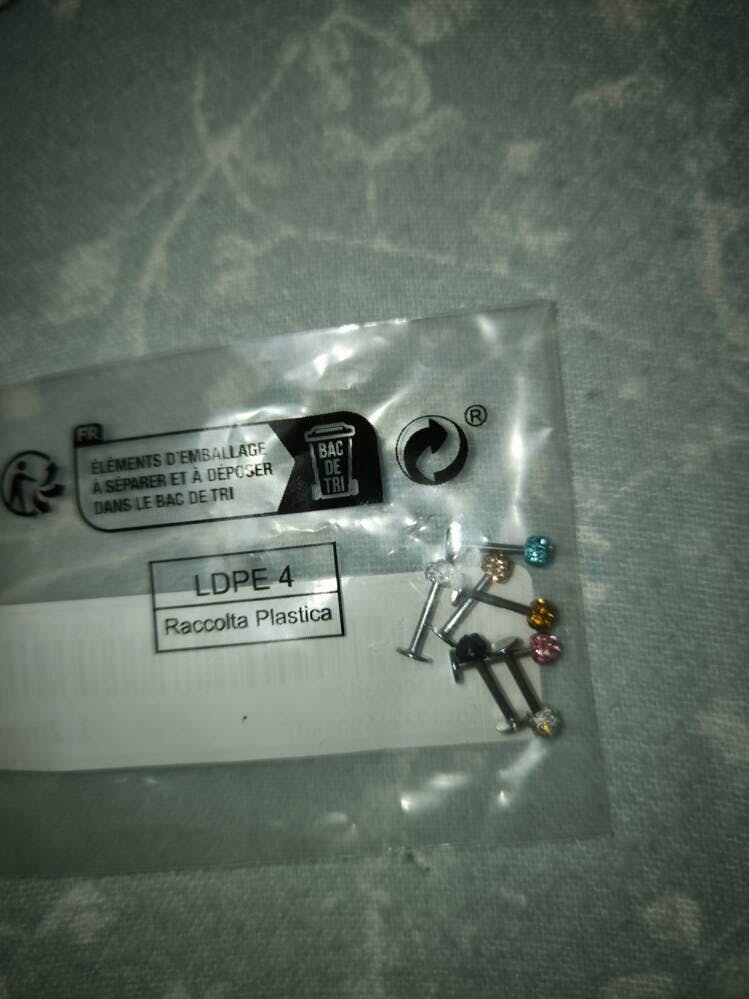 FR
ÉLÉMENTS D'EMBALLAGE
À SÉPARER ET À DÉPOSER
DANS LE BAC DE TRI
BAC
DE
TRI
®
LDPE 4
Raccolta Plastica